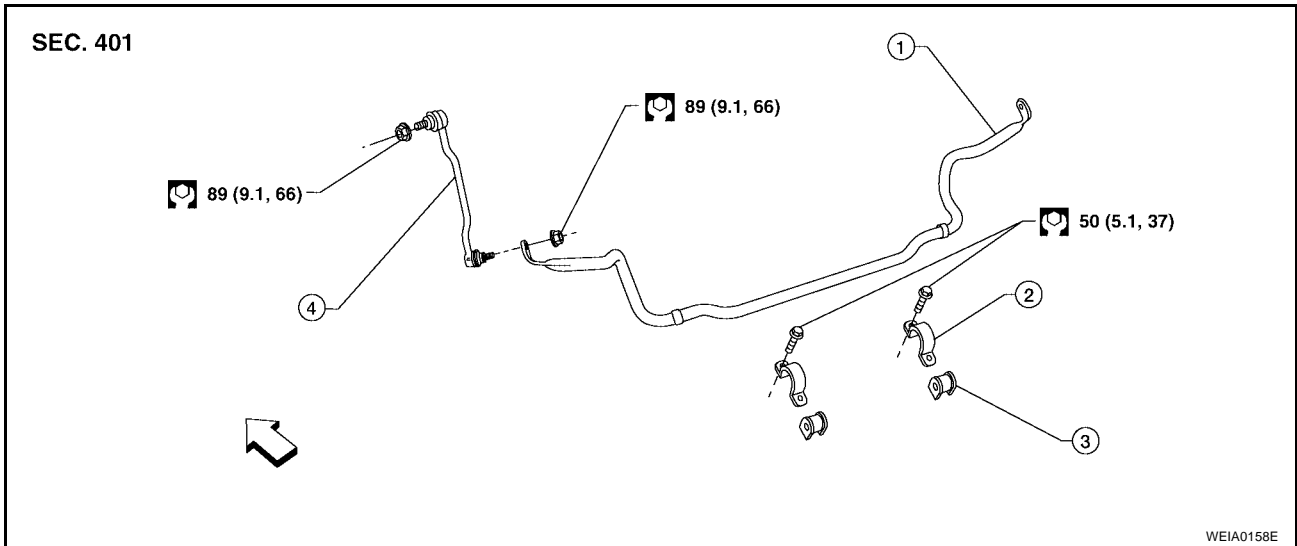 SEC. 401
1
89 (9.1, 66)
89 (9.1, 66)
50 (5.1, 37)
2
4
3
WEIA0158E